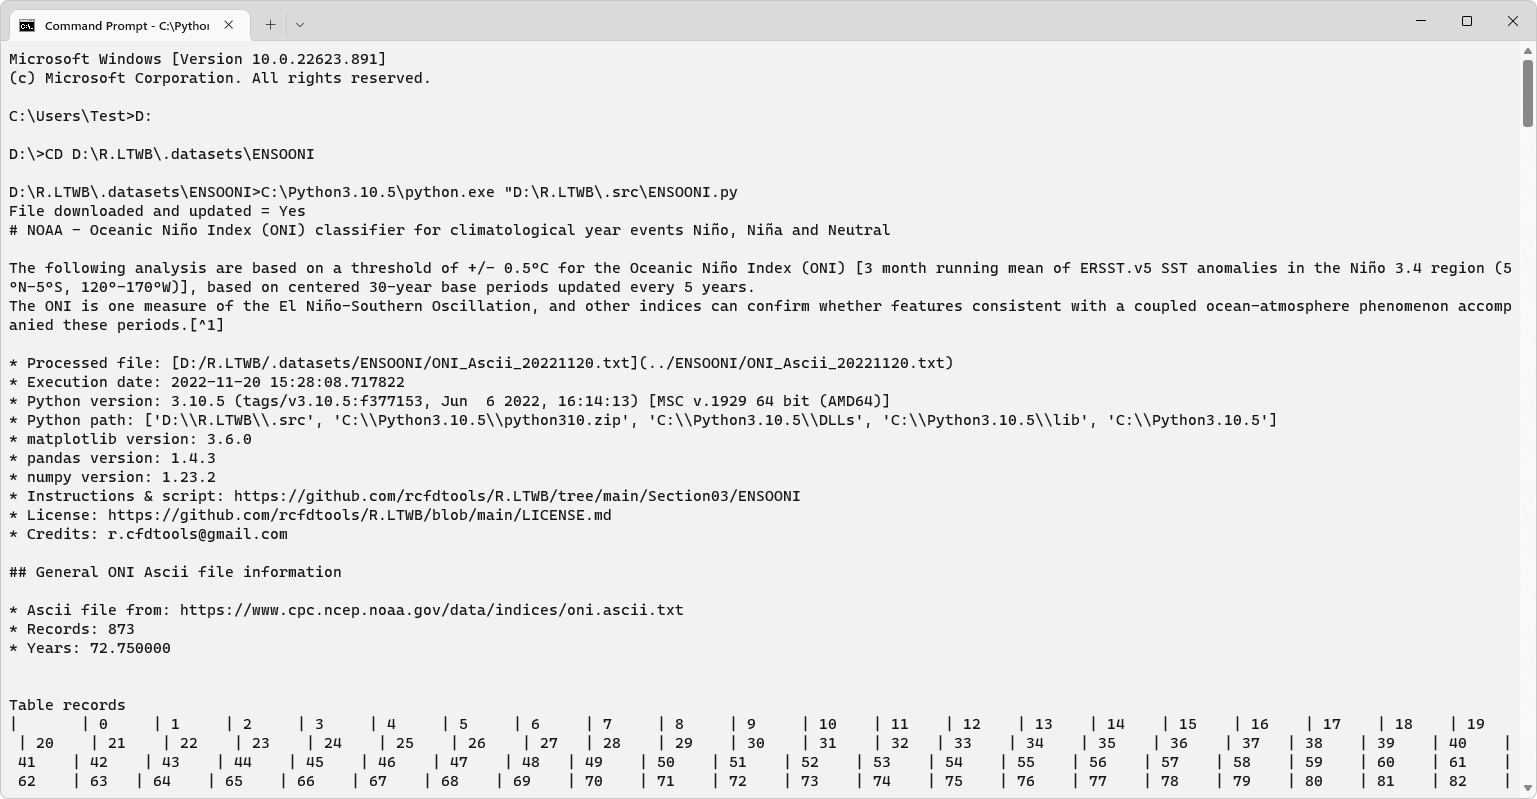 Command Prompt - C:\Pythor
Microsoft Windows [Version 10.0.22623.891]
(c) Microsoft Corporation. All rights reserved.
C:\Users\Test>D:
D:\>CD D:\R.LTWB\.datasets\ENSOONI
D:\R.LTWB\.datasets\ENSOONI>C:\Python3.10.5\python.exe "D:\R.LTWB\.src\ENSOONI.py
File downloaded and updated = Yes
# NOAA - Oceanic Niño Index (ONI) classifier for climatological year events Niño, Niña and Neutral
The following analysis are based on a threshold of +/- 0.5°C for the Oceanic Niño Index (ONI) [3 month running mean of ERSST.v5 SST anomalies in the Niño 3.4 region (5
°N-5°S, 120°-170°W)], based on centered 30-year base periods updated every 5 years.
The ONI is one measure of the El Niño-Southern Oscillation, and other indices can confirm whether features consistent with a coupled ocean-atmosphere phenomenon accomp
anied these periods.[^1]
* Processed file: [D:/R.LTWB/.datasets/ENSOONI/ONI_Ascii_20221120.txt](../ENSOONI/ONI_Ascii_20221120.txt)
* Execution date: 2022-11-20 15:28:08.717822
* Python version: 3.10.5 (tags/v3.10.5:f377153, Jun  6 2022, 16:14:13) [MSC v.1929 64 bit (AMD64)]
* Python path: ['D:\\R.LTWB\\.src', 'C:\\Python3.10.5\\python310.zip', 'C:\\Python3.10.5\\DLLs', 'C:\\Python3.10.5\\lib', 'C:\\Python3.10.5']
* matplotlib version: 3.6.0
* pandas version: 1.4.3
* numpy version: 1.23.2
* Instructions & script: https://github.com/rcfdtools/R.LTWB/tree/main/Section03/ENSOONI
* License: https://github.com/rcfdtools/R.LTWB/blob/main/LICENSE.md
* Credits: r.cfdtools@gmail.com
## General ONI Ascii file information
* Ascii file from: https://www.cpc.ncep.noaa.gov/data/indices/oni.ascii.txt
* Records: 873
* Years: 72.750000
Table records
|       | 0     | 1     | 2     | 3     | 4     | 5     | 6     | 7     | 8     | 9     | 10    | 11    | 12    | 13    | 14    | 15    | 16    | 17    | 18    | 19
| 20    | 21    | 22    | 23    | 24    | 25    | 26    | 27   | 28    | 29    | 30    | 31    | 32   | 33    | 34    | 35    | 36    | 37   | 38    | 39    | 40    |
41    | 42    | 43    | 44    | 45    | 46    | 47    | 48   | 49    | 50    | 51    | 52    | 53    | 54    | 55    | 56    | 57    | 58    | 59    | 60    | 61    |
62    | 63   | 64    | 65    | 66    | 67    | 68    | 69    | 70    | 71    | 72    | 73    | 74    | 75    | 76    | 77    | 78    | 79    | 80    | 81    | 82    |